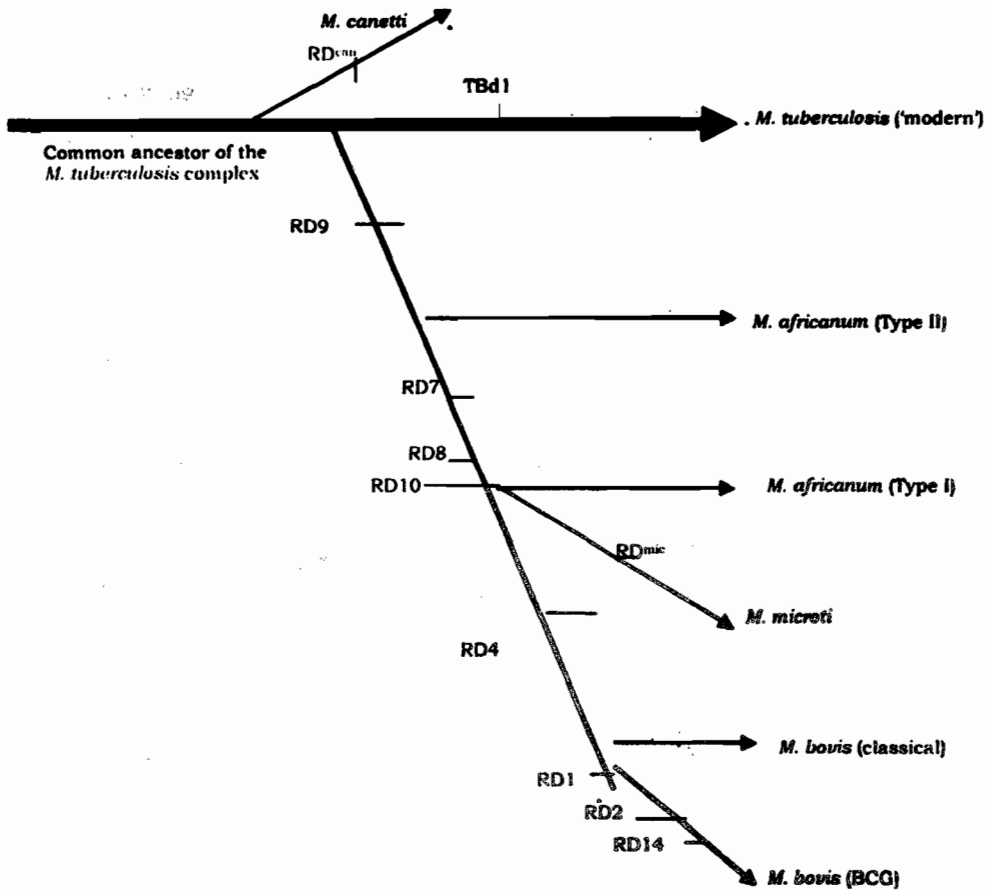 M. canetti
RDcan
TBd1
M. tuberculosis ('modern')
Common ancestor of the
M. tuberculosis complex
RD9
M. africanum (Type II)
RD7
RD8
RD10
M. africanum (Type I)
RDmic
M. microti
RD4
M. bovis (classical)
RD1
RD2
RD14
M. bovis (BCG)